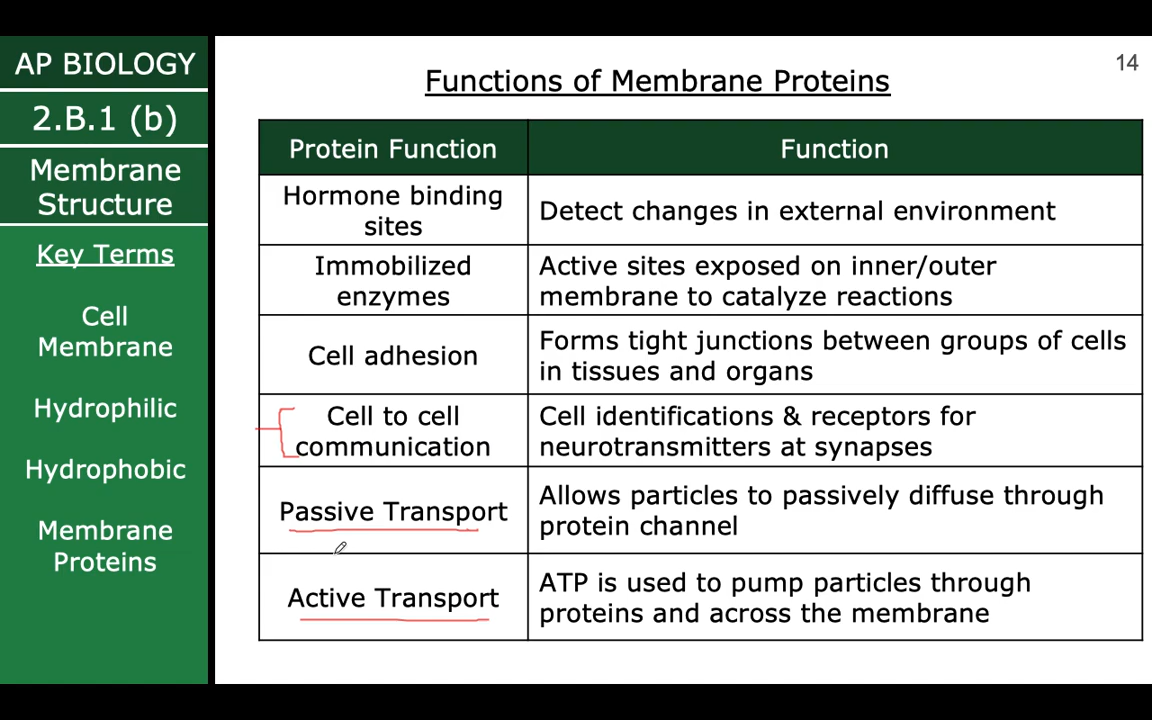 AP BIOLOGY
2.B.1 (b)
Membrane
Structure
Key Terms
Cell
Membrane
Hydrophilic
Hydrophobic
Membrane
Proteins
14
Functions of Membrane Proteins
Protein Function
Function
Hormone binding
sites
Detect changes in external environment
Immobilized
enzymes
Active sites exposed on inner/outer
membrane to catalyze reactions
Cell adhesion
Forms tight junctions between groups of cells
in tissues and organs
Cell to cell
communication
Cell identifications & receptors for
neurotransmitters at synapses
Passive Transport
Allows particles to passively diffuse through
protein channel
Active Transport
ATP is used to pump particles through
proteins and across the membrane